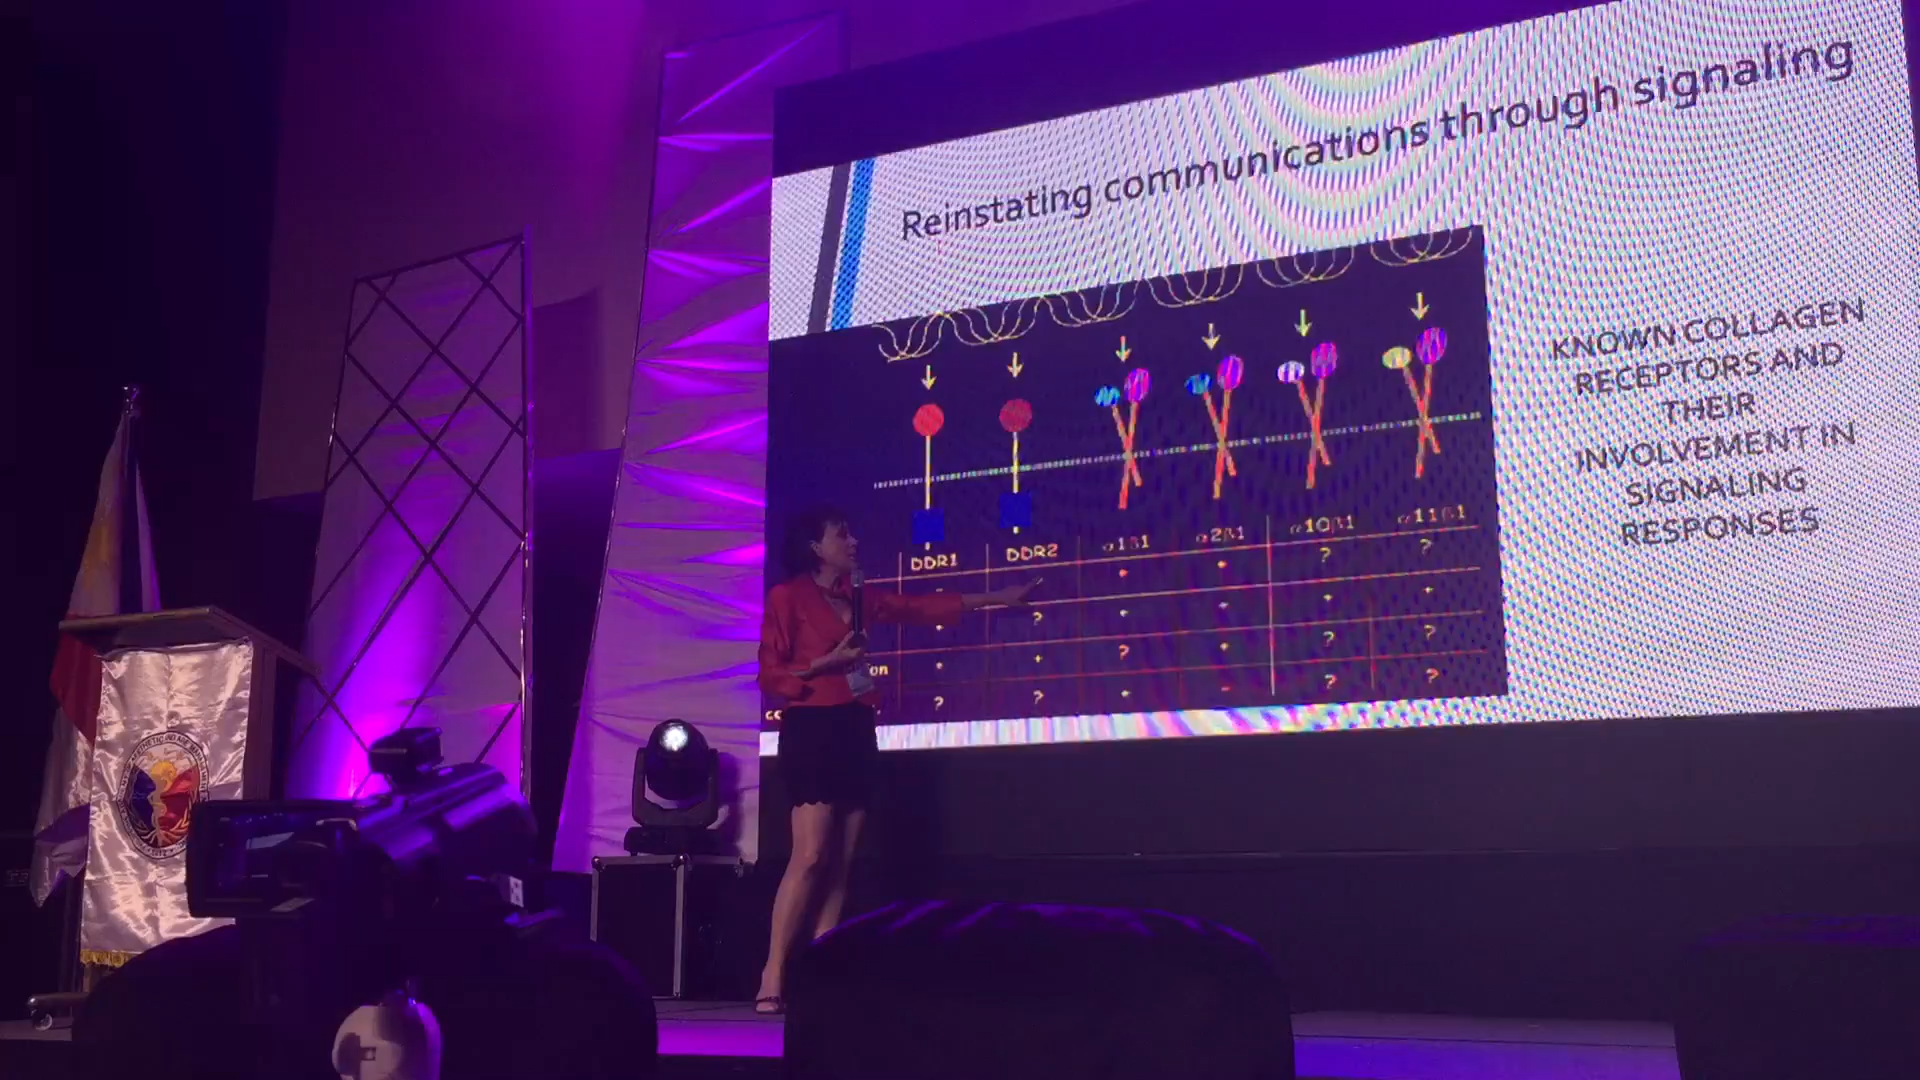 Reinstating communications through signaling
KNOWN COLLAGEN
RECEPTORS AND
THEIR
INVOLVEMENT IN
SIGNALING
RESPONSES
DDR1 DDR2 α1β1 α2β1 α10β1 α11β1
? ?
?
? ? ?
? ? ? ?